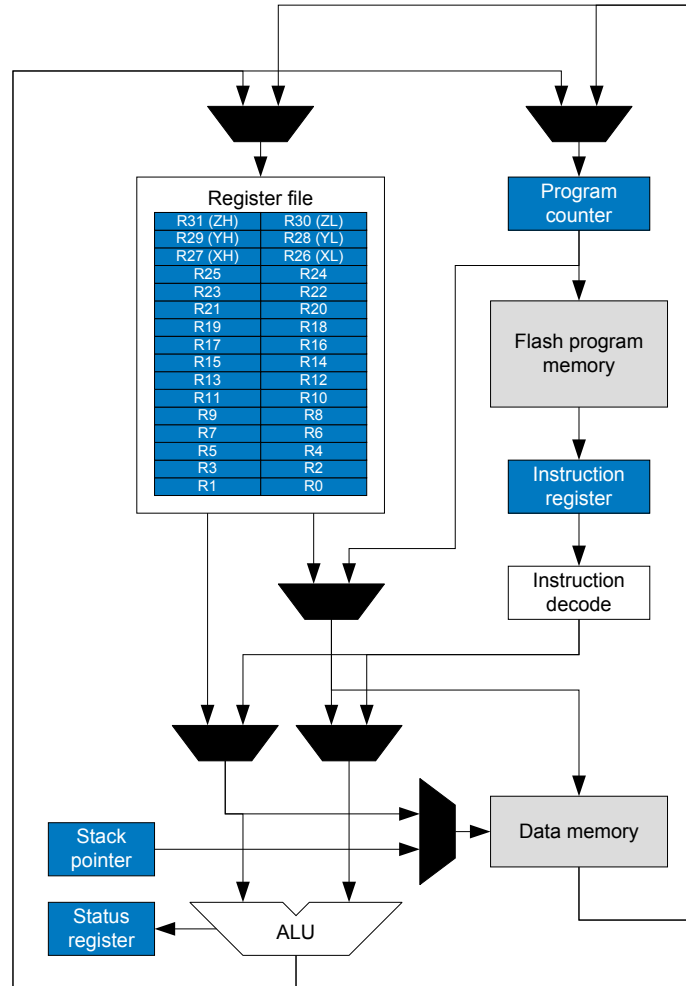 Register file
R31 (ZH) R30 (ZL)
R29 (YH) R28 (YL)
R27 (XH) R26 (XL)
R25 R24
R23 R22
R21 R20
R19 R18
R17 R16
R15 R14
R13 R12
R11 R10
R9 R8
R7 R6
R5 R4
R3 R2
R1 R0
Program
counter
Flash program
memory
Instruction
register
Instruction
decode
Stack
pointer
Data memory
Status
register
ALU